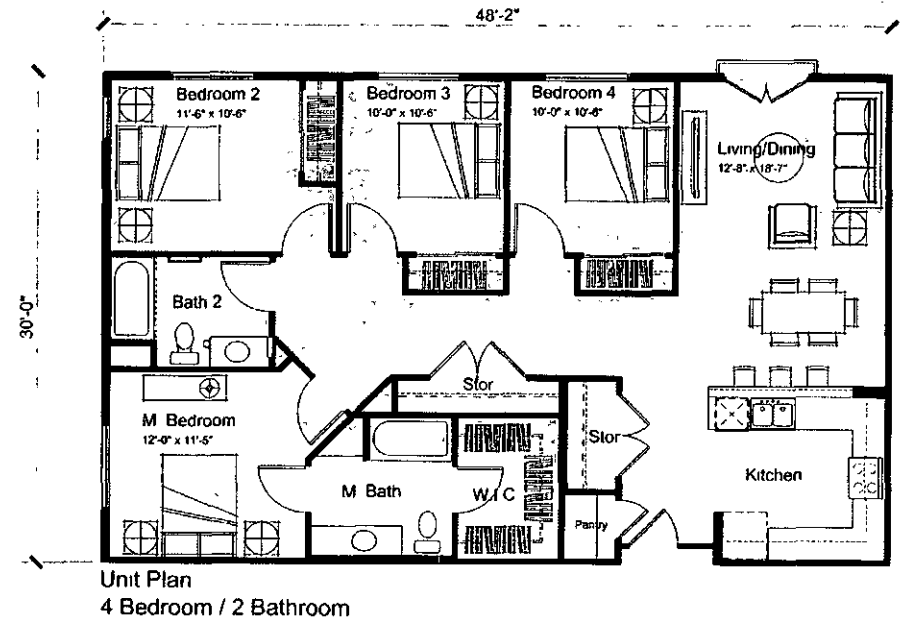 48'-2"
Bedroom 2
11'-6" x 10'-6"
Bedroom 3
10'-0" x 10'-6"
Bedroom 4
10'-0" x 10'-6"
Living/Dining
12'-8" x 18'-7"
30'-0"
Bath 2
Stor
M Bedroom
12'-0" x 11'-5"
Stor
Kitchen
M Bath
W I C
Pantry
Unit Plan
4 Bedroom / 2 Bathroom